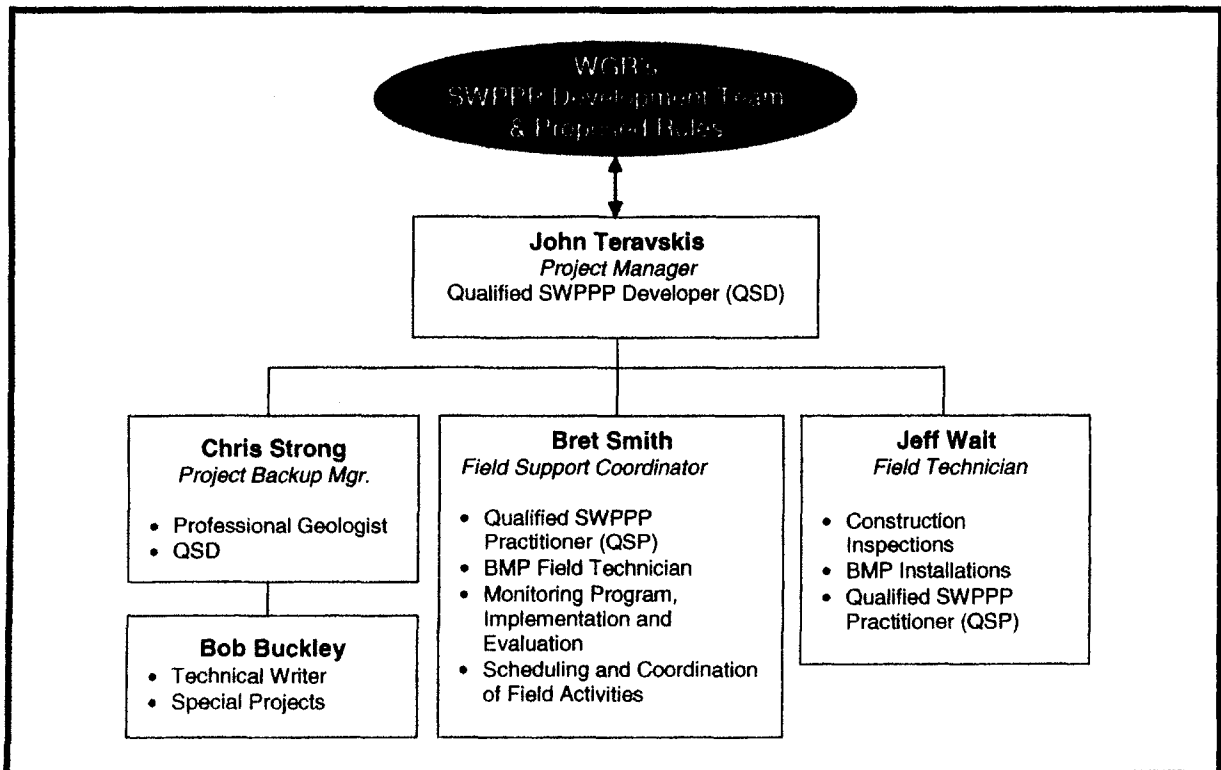 WGR's
SWPPP Development Team
& Proposed Roles
John Teravskis
Project Manager
Qualified SWPPP Developer (QSD)
Chris Strong
Project Backup Mgr.
• Professional Geologist
• QSD
Bob Buckley
• Technical Writer
• Special Projects
Bret Smith
Field Support Coordinator
• Qualified SWPPP
Practitioner (QSP)
• BMP Field Technician
• Monitoring Program,
Implementation and
Evaluation
• Scheduling and Coordination
of Field Activities
Jeff Wait
Field Technician
• Construction
Inspections
• BMP Installations
• Qualified SWPPP
Practitioner (QSP)